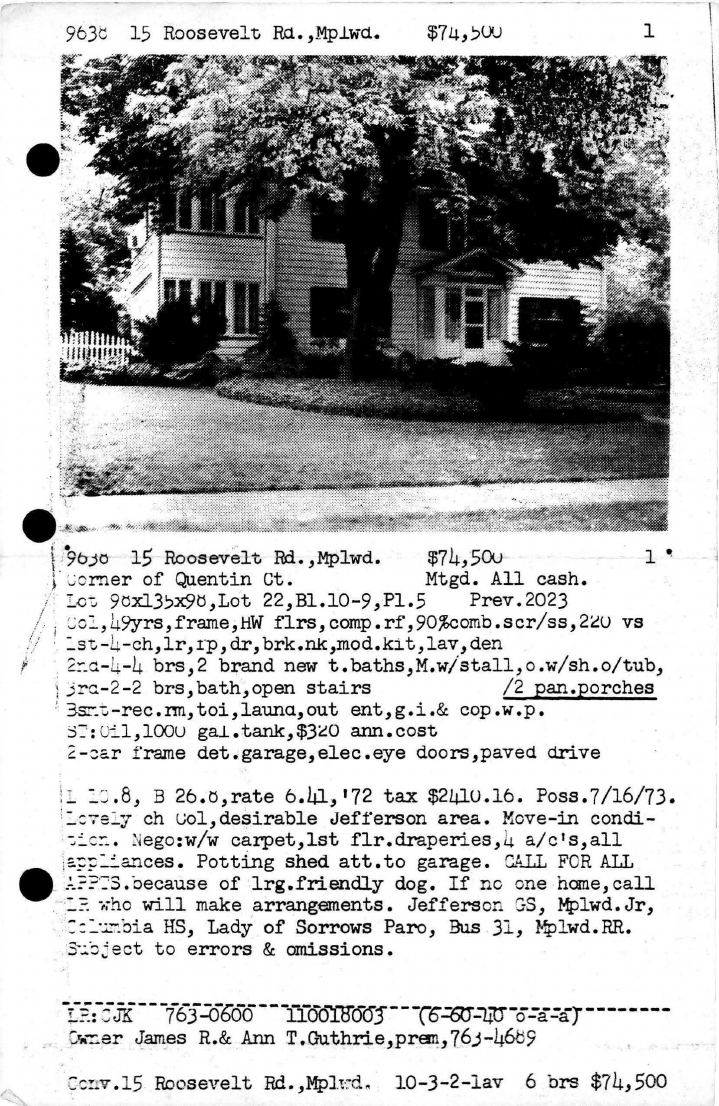 9638 15 Roosevelt Rd.,Mplwd. $74,500 1
9638 15 Roosevelt Rd.,Mplwd. $74,500 1
Corner of Quentin Ct. Mtgd. All cash.
Lot 98x135x98,Lot 22,Bl.10-9,Pl.5 Prev.2023
Col,49yrs,frame,HW flrs,comp.rf,90%comb.scr/ss,220 vs
1st-4-ch,lr,fp,dr,brk.nk,mod.kit,lav,den
2nd-4-4 brs,2 brand new t.baths,M.w/stall,o.w/sh.o/tub,
3rd-2-2 brs,bath,open stairs /2 pan.porches
Bsmt-rec.rm,toi,laund,out ent,g.i.& cop.w.p.
ST:Oil,1000 gal.tank,$320 ann.cost
2-car frame det.garage,elec.eye doors,paved drive
L 10.8, B 26.8,rate 6.41,'72 tax $2410.16. Poss.7/16/73.
Lovely ch Col,desirable Jefferson area. Move-in condi-
tion. Nego:w/w carpet,1st flr.draperies,4 a/c's,all
appliances. Potting shed att.to garage. CALL FOR ALL
APPTS.because of lrg.friendly dog. If no one home,call
LR who will make arrangements. Jefferson GS, Mplwd.Jr,
Columbia HS, Lady of Sorrows Paro, Bus 31, Mplwd.RR.
Subject to errors & omissions.
LR:CJK 763-0600 110018003 (6-60-40 o-a-a)
Owner James R.& Ann T.Guthrie,prem,763-4689
Conv.15 Roosevelt Rd.,Mplwd. 10-3-2-lav 6 brs $74,500